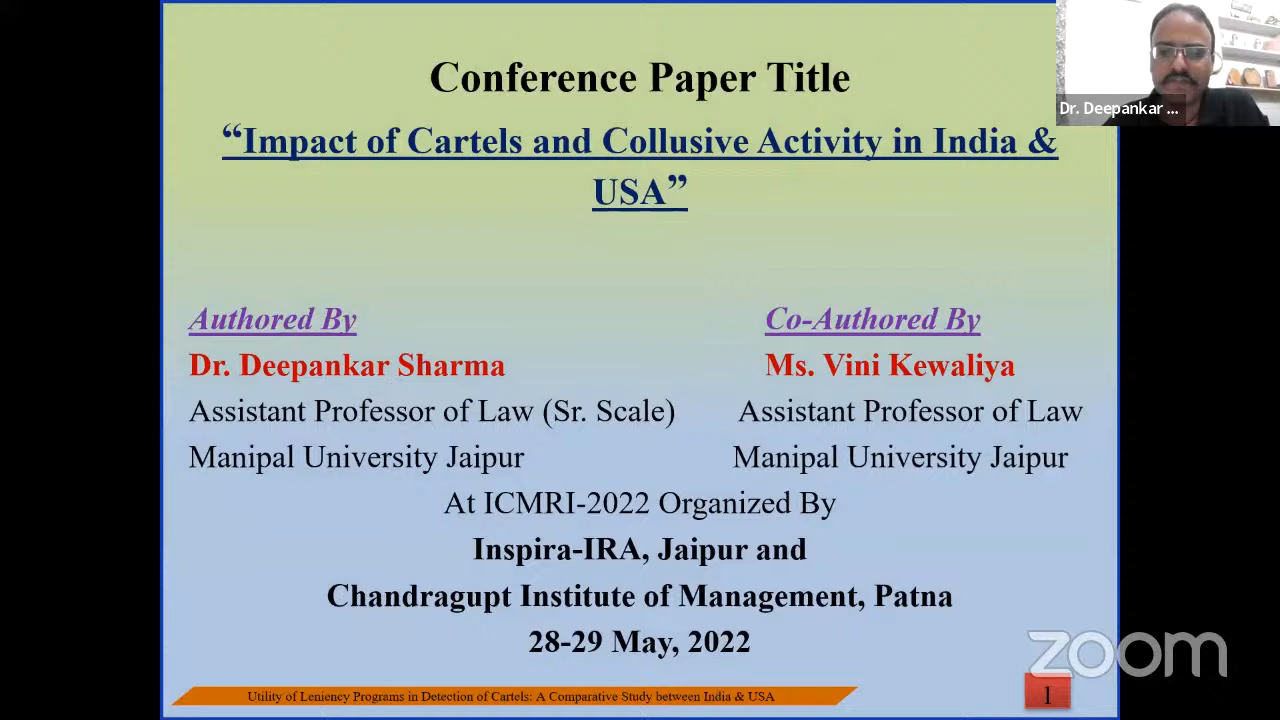 Conference Paper Title
“Impact of Cartels and Collusive Activity in India &
USA”
Dr. Deepankar ...
Authored By
Co-Authored By
Dr. Deepankar Sharma
Ms. Vini Kewaliya
Assistant Professor of Law (Sr. Scale)
Assistant Professor of Law
Manipal University Jaipur
Manipal University Jaipur
At ICMRI-2022 Organized By
Inspira-IRA, Jaipur and
Chandragupt Institute of Management, Patna
28-29 May, 2022
zoom
Utility of Leniency Programs in Detection of Cartels: A Comparative Study between India & USA
1